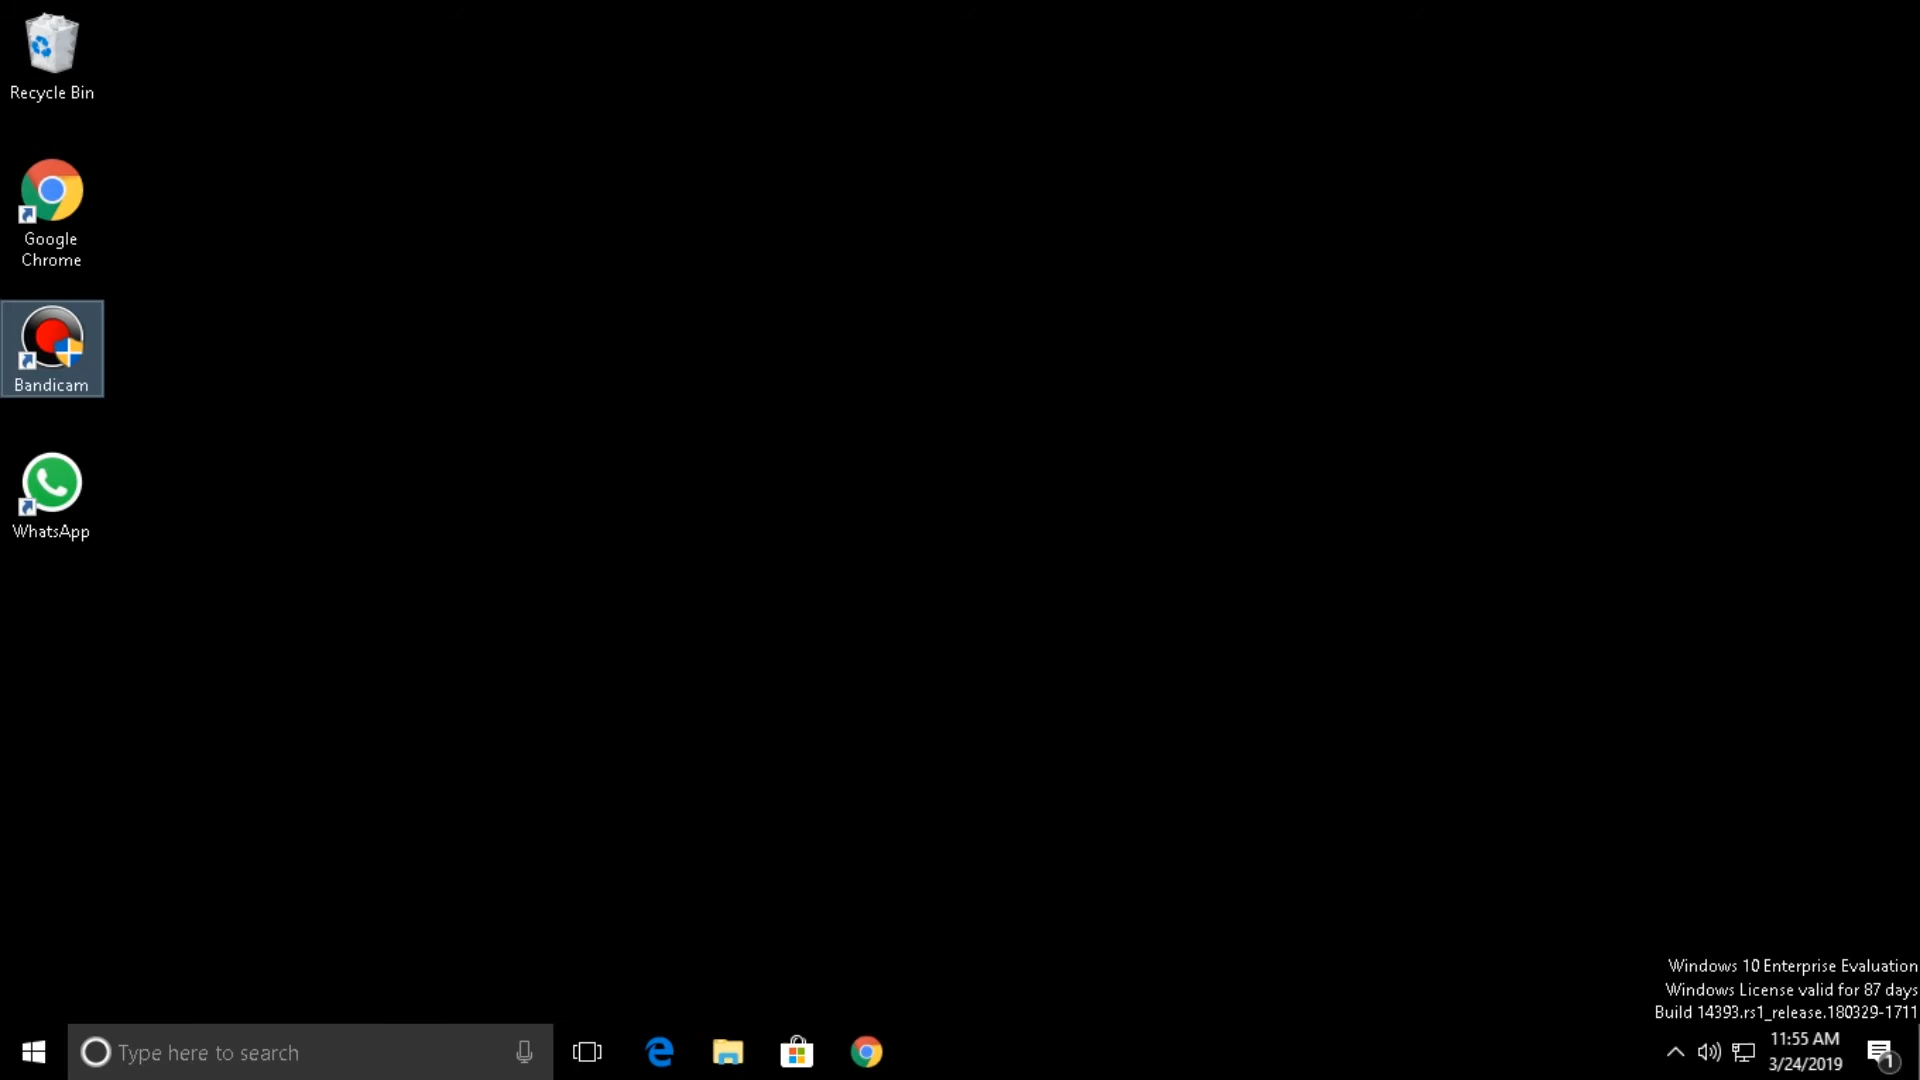 Recycle Bin
Google
Chrome
Bandicam
WhatsApp
Windows 10 Enterprise Evaluation
Windows License valid for 87 days
Build 14393.rs1_release.180329-1711
Type here to search
11:55 AM
3/24/2019
1